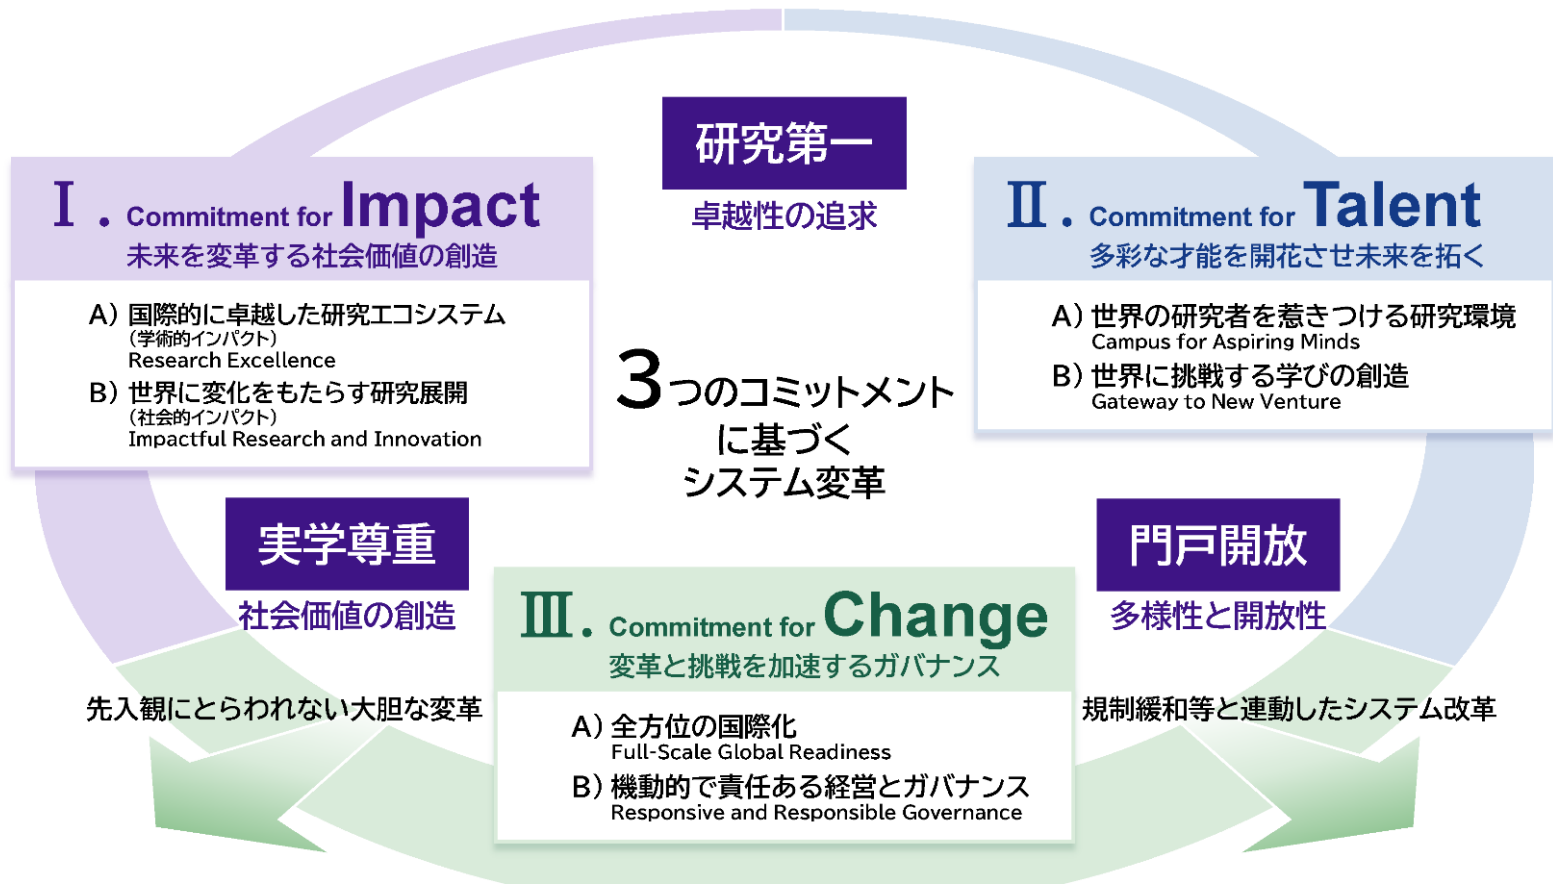 研究第一
卓越性の追求
Ⅰ. Commitment for Impact
未来を変革する社会価値の創造
A) 国際的に卓越した研究エコシステム
(学術的インパクト)
Research Excellence
B) 世界に変化をもたらす研究展開
(社会的インパクト)
Impactful Research and Innovation
Ⅱ. Commitment for Talent
多彩な才能を開花させ未来を拓く
A) 世界の研究者を惹きつける研究環境
Campus for Aspiring Minds
B) 世界に挑戦する学びの創造
Gateway to New Venture
3つのコミットメント
に基づく
システム変革
実学尊重
社会価値の創造
門戸開放
多様性と開放性
Ⅲ. Commitment for Change
変革と挑戦を加速するガバナンス
A) 全方位の国際化
Full-Scale Global Readiness
B) 機動的で責任ある経営とガバナンス
Responsive and Responsible Governance
先入観にとらわれない大胆な変革
規制緩和等と連動したシステム改革